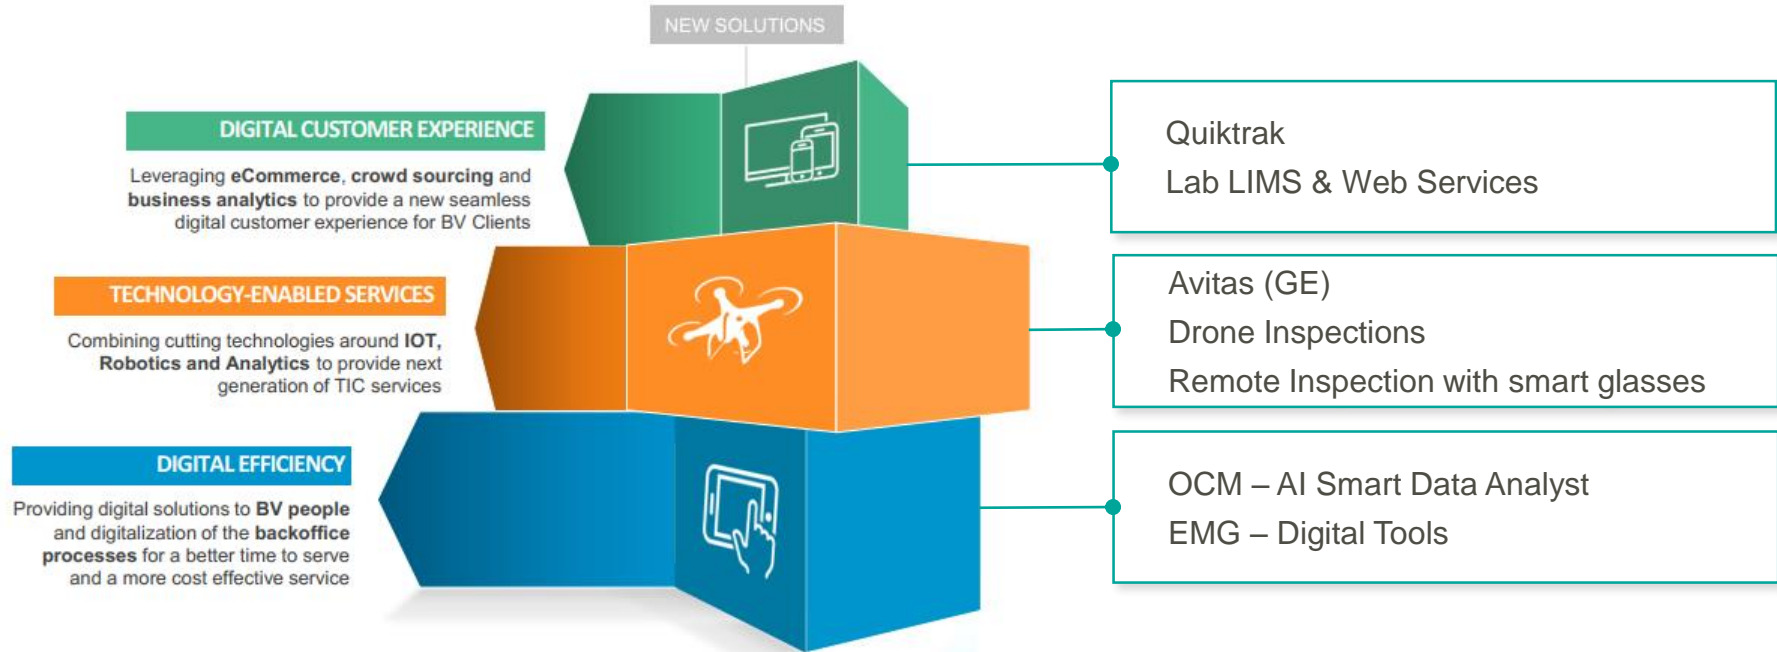 NEW SOLUTIONS
DIGITAL CUSTOMER EXPERIENCE
Leveraging eCommerce, crowd sourcing and
business analytics to provide a new seamless
digital customer experience for BV Clients
Quiktrak
Lab LIMS & Web Services
TECHNOLOGY-ENABLED SERVICES
Combining cutting technologies around IOT,
Robotics and Analytics to provide next
generation of TIC services
Avitas (GE)
Drone Inspections
Remote Inspection with smart glasses
DIGITAL EFFICIENCY
Providing digital solutions to BV people
and digitalization of the backoffice
processes for a better time to serve
and a more cost effective service
OCM – AI Smart Data Analyst
EMG – Digital Tools